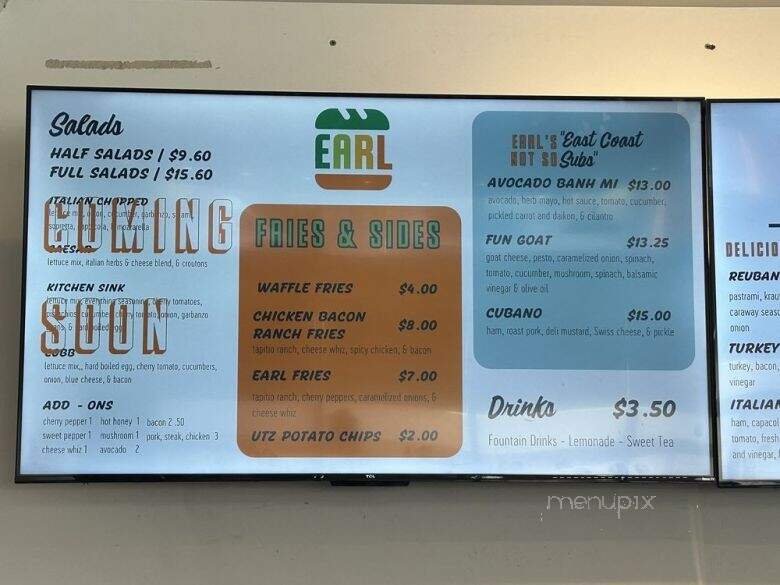 Salads
HALF SALADS | $9.60
FULL SALADS | $15.60
COMING
SOON
ITALIAN CHOPPED
lettuce mix, italian herbs & cheese blend, & croutons
KITCHEN SINK
COBB
lettuce mix, hard boiled egg, cherry tomato, cucumbers,
onion, blue cheese, & bacon
ADD - ONS
cherry pepper 1 hot honey 1 bacon 2 .50
sweet pepper 1 mushroom 1 pork, steak, chicken 3
cheese whiz 1 avocado 2
EARL
FRIES & SIDES
WAFFLE FRIES $4.00
CHICKEN BACON
RANCH FRIES $8.00
tapitio ranch, cheese whiz, spicy chicken, & bacon
EARL FRIES $7.00
tapitio ranch, cherry peppers, caramelized onions, &
cheese whiz
UTZ POTATO CHIPS $2.00
EARL'S "East Coast
NOT SO Subs"
AVOCADO BANH MI $13.00
avocado, herb mayo, hot sauce, tomato, cucumber,
pickled carrot and daikon, & cilantro
FUN GOAT $13.25
goat cheese, pesto, caramelized onion, spinach,
tomato, cucumber, mushroom, spinach, balsamic
vinegar & olive oil
CUBANO $15.00
ham, roast pork, deli mustard, Swiss cheese, & pickle
Drinks $3.50
Fountain Drinks - Lemonade - Sweet Tea
TCL
DELICIO
REUBAN
pastrami, krau
caraway seas
onion
TURKEY
turkey, bacon,
vinegar
ITALIAN
ham, capacol
tomato, fresh
and vinegar,
menupix